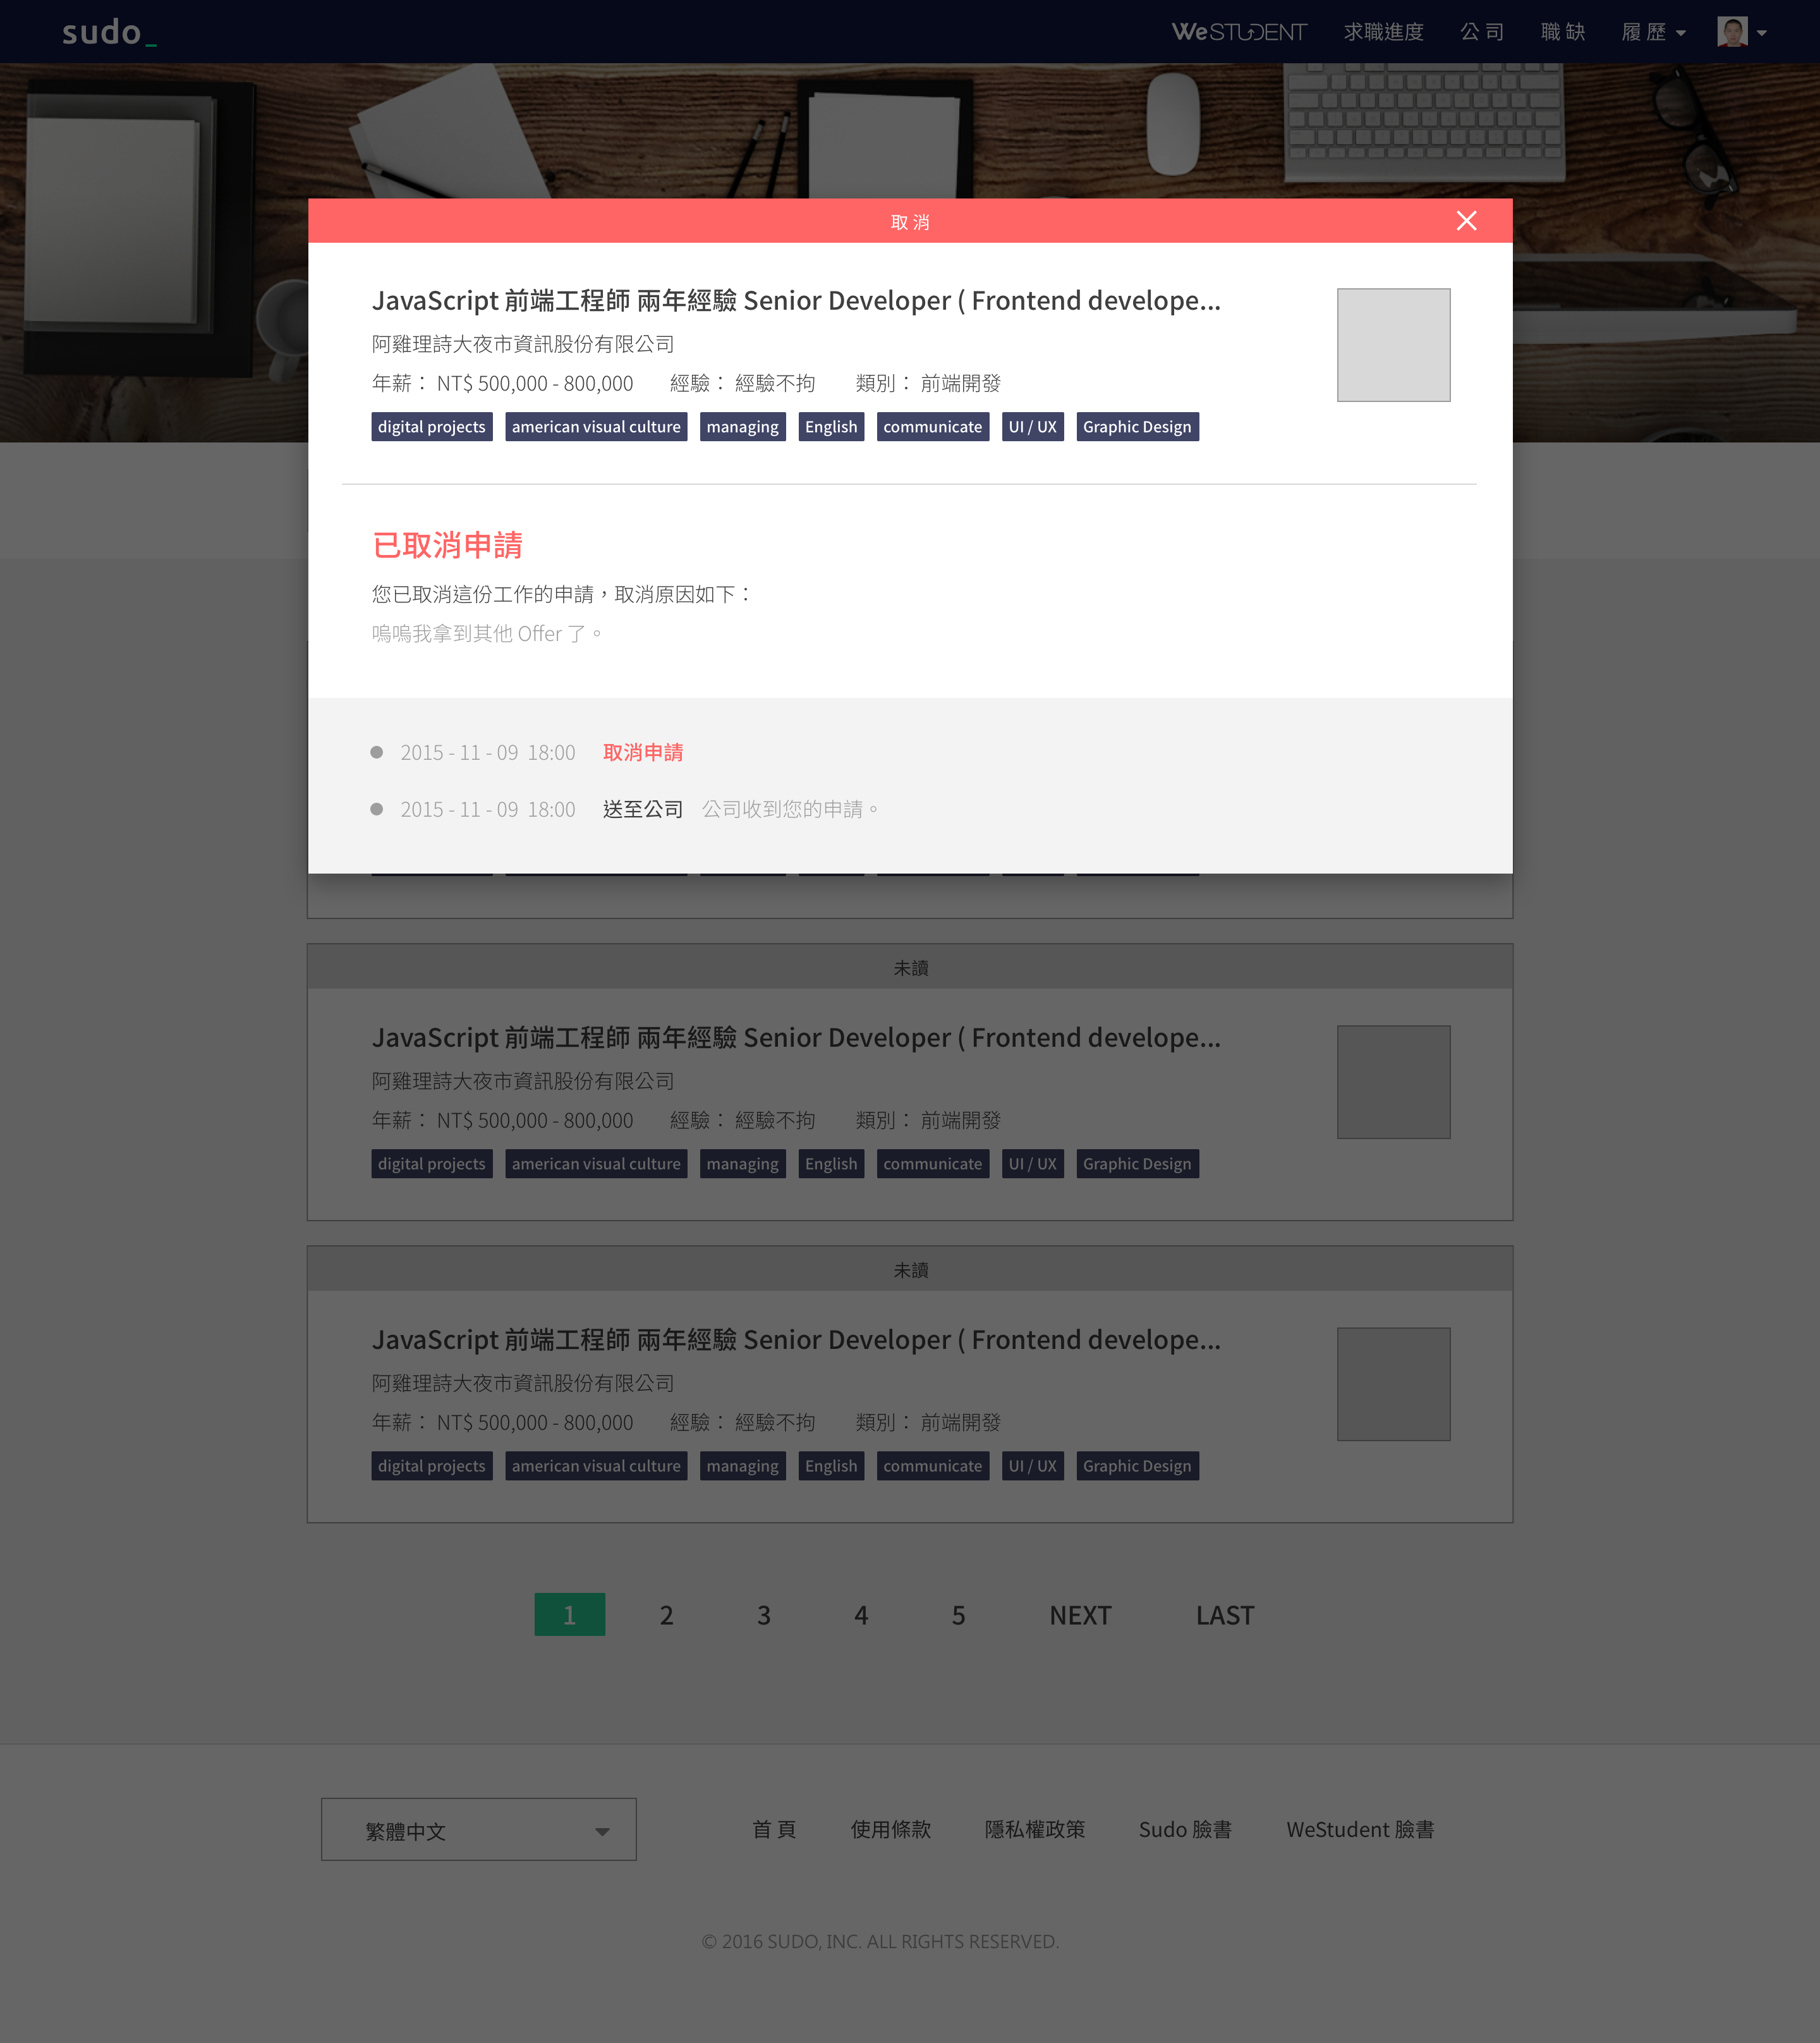 sudo_
WeSTUDENT 求職進度 公 司 職 缺 履 歷
取 消
JavaScript 前端工程師 兩年經驗 Senior Developer ( Frontend develope...
阿雞理詩大夜市資訊股份有限公司
年薪： NT$ 500,000 - 800,000 經驗： 經驗不拘 類別： 前端開發
digital projects american visual culture managing English communicate UI / UX Graphic Design
已取消申請
您已取消這份工作的申請，取消原因如下：
嗚嗚我拿到其他 Offer 了。
2015 - 11 - 09 18:00 取消申請
2015 - 11 - 09 18:00 送至公司 公司收到您的申請。
未讀
JavaScript 前端工程師 兩年經驗 Senior Developer ( Frontend develope...
阿雞理詩大夜市資訊股份有限公司
年薪： NT$ 500,000 - 800,000 經驗： 經驗不拘 類別： 前端開發
digital projects american visual culture managing English communicate UI / UX Graphic Design
未讀
JavaScript 前端工程師 兩年經驗 Senior Developer ( Frontend develope...
阿雞理詩大夜市資訊股份有限公司
年薪： NT$ 500,000 - 800,000 經驗： 經驗不拘 類別： 前端開發
digital projects american visual culture managing English communicate UI / UX Graphic Design
1 2 3 4 5 NEXT LAST
繁體中文 首 頁 使用條款 隱私權政策 Sudo 臉書 WeStudent 臉書
© 2016 SUDO, INC. ALL RIGHTS RESERVED.